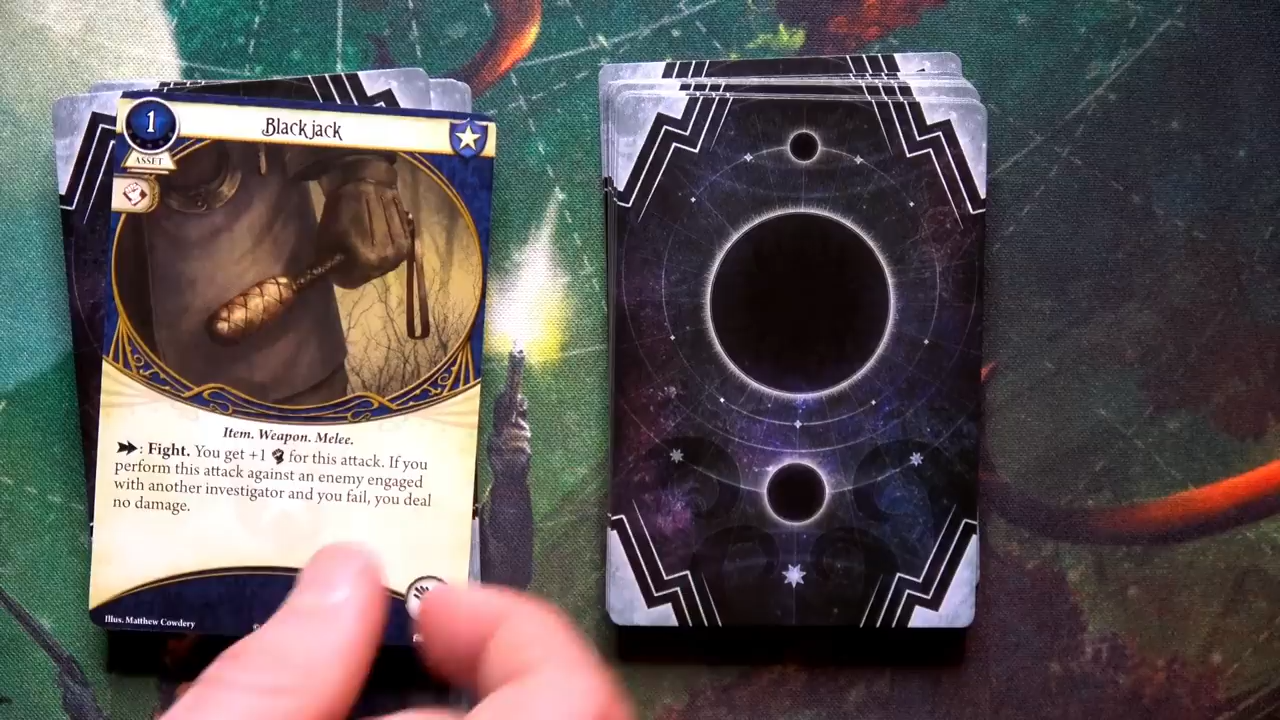 1
Blackjack
ASSET
Item. Weapon. Melee.
: Fight. You get +1 for this attack. If you
perform this attack against an enemy engaged
with another investigator and you fail, you deal
no damage.
Illus. Matthew Cowdery